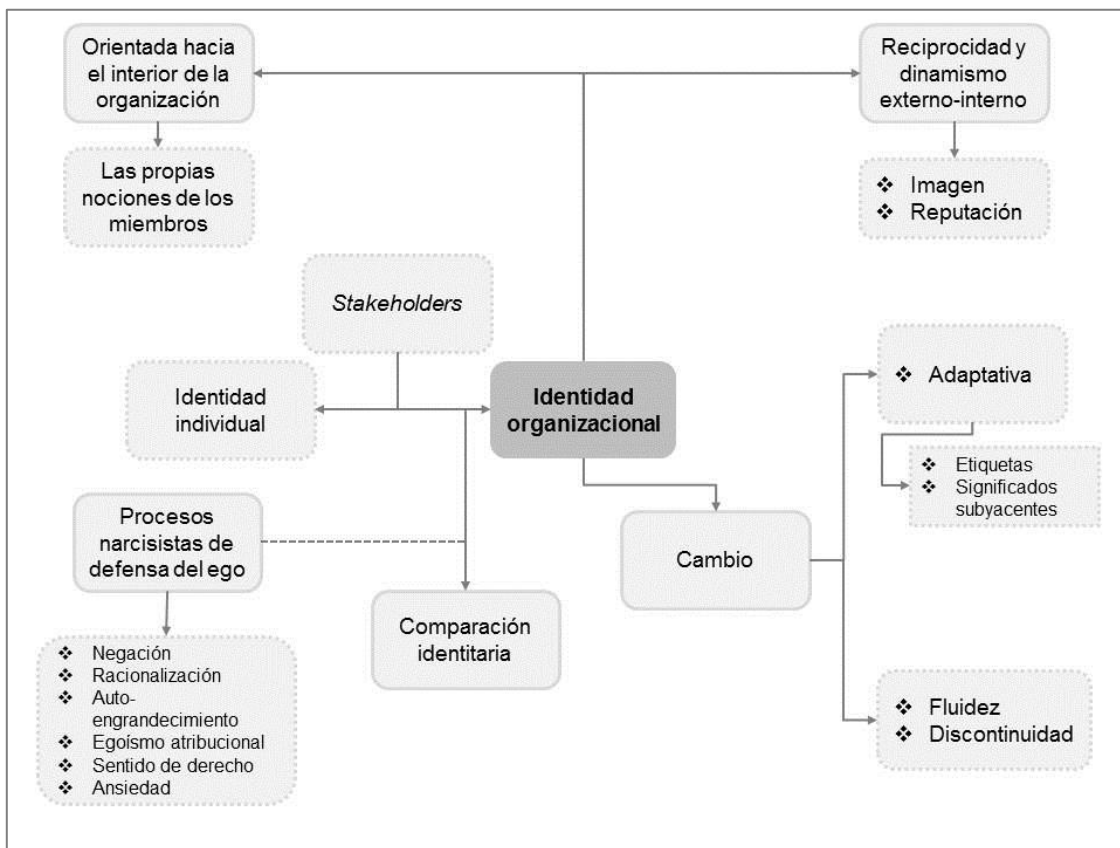 Orientada hacia
el interior de la
organización
Reciprocidad y
dinamismo
externo-interno
Las propias
nociones de los
miembros
❖ Imagen
❖ Reputación
Stakeholders
Identidad
individual
Identidad
organizacional
❖ Adaptativa
❖ Etiquetas
❖ Significados
subyacentes
Procesos
narcisistas de
defensa del ego
Cambio
Comparación
identitaria
❖ Negación
❖ Racionalización
❖ Auto-
engrandecimiento
❖ Egoísmo atribucional
❖ Sentido de derecho
❖ Ansiedad
❖ Fluidez
❖ Discontinuidad